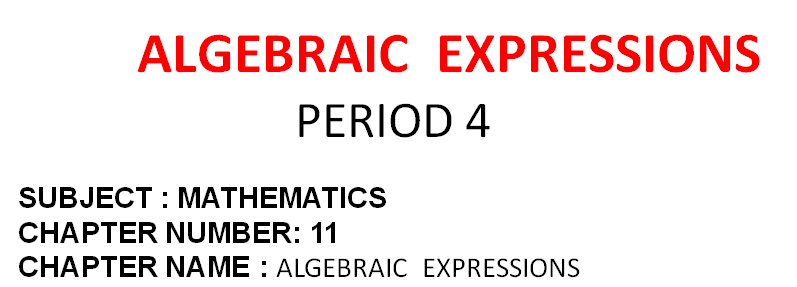 ALGEBRAIC EXPRESSIONS
PERIOD 4
SUBJECT : MATHEMATICS
CHAPTER NUMBER: 11
CHAPTER NAME : ALGEBRAIC EXPRESSIONS